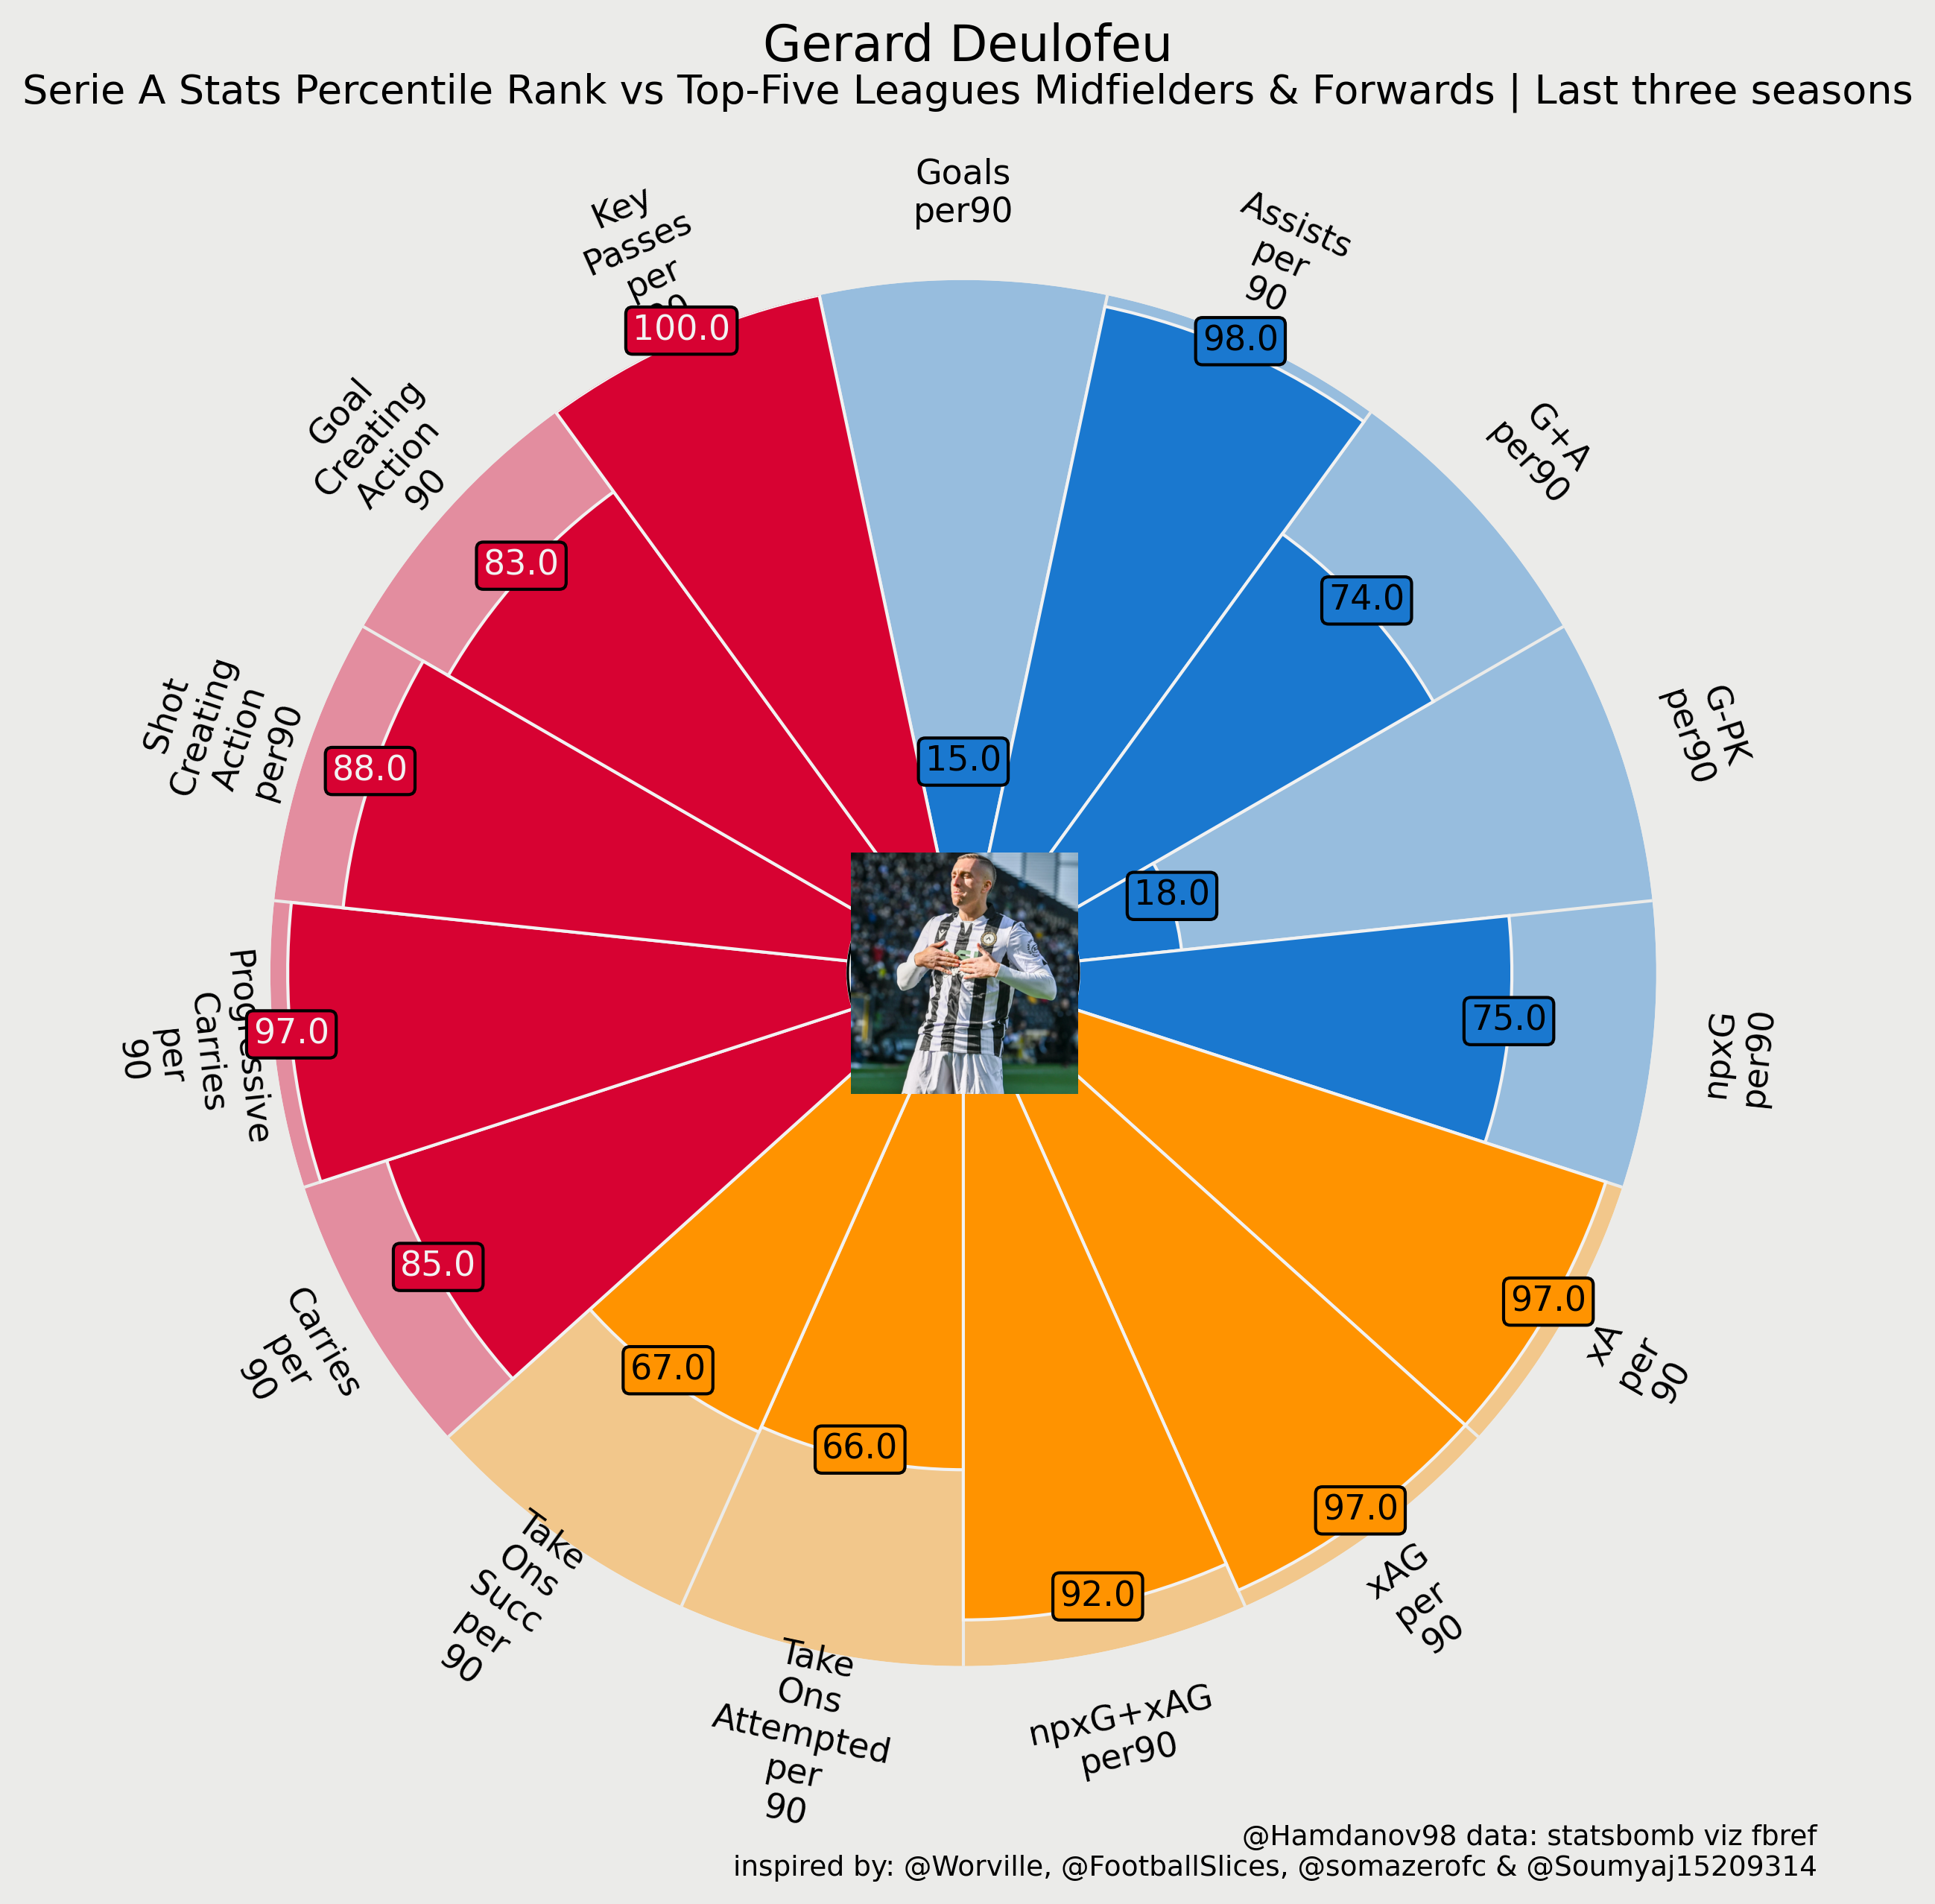 Gerard Deulofeu
Serie A Stats Percentile Rank vs Top-Five Leagues Midfielders & Forwards | Last three seasons
Goals
per90
15.0
Assists
per
90
98.0
G+A
per90
74.0
G-PK
per90
18.0
npxG
per90
75.0
xA
per
90
97.0
xAG
per
90
97.0
npxG+xAG
per90
92.0
Take
Ons
Attempted
per
90
66.0
Take
Ons
Succ
per
90
67.0
Carries
per
90
85.0
Progressive
Carries
per
90
97.0
Shot
Creating
Action
per90
88.0
Goal
Creating
Action
90
83.0
Key
Passes
per
100.0
@Hamdanov98 data: statsbomb viz fbref
inspired by: @Worville, @FootballSlices, @somazerofc & @Soumyaj15209314